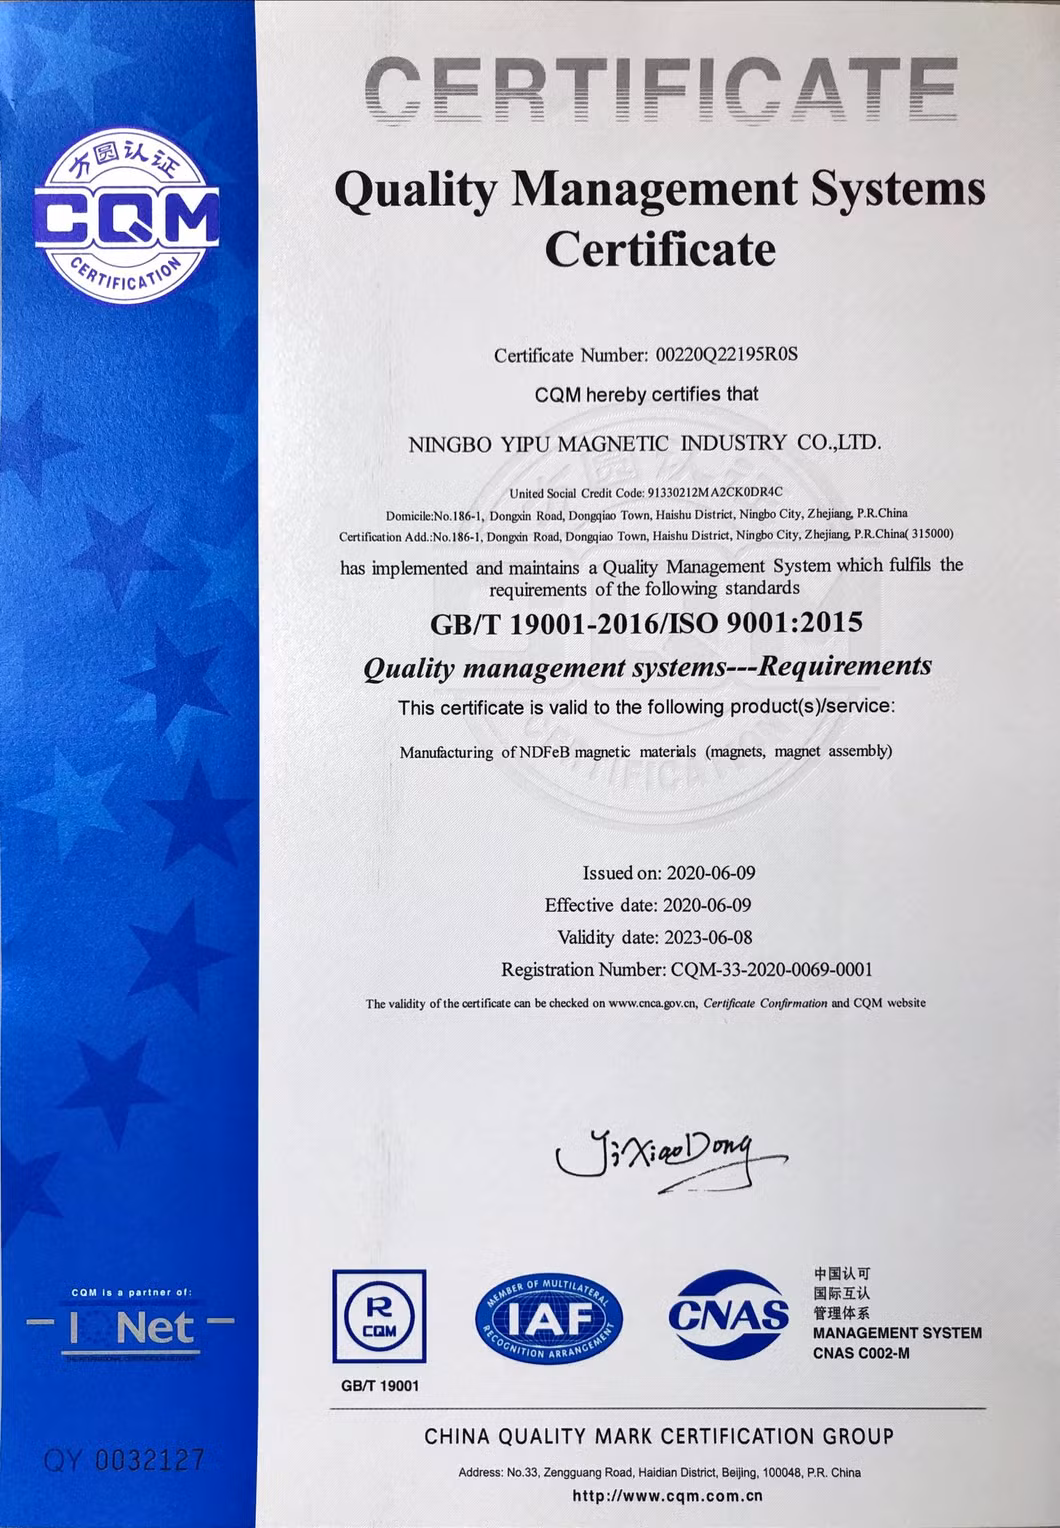 CERTIFICATE
方圆认证
CQM
CERTIFICATION
Quality Management Systems
Certificate
Certificate Number: 00220Q22195R0S
CQM hereby certifies that
NINGBO YIPU MAGNETIC INDUSTRY CO.,LTD.
United Social Credit Code: 91330212MA2CK0DR4C
Domicile:No.186-1, Dongxin Road, Dongqiao Town, Haishu District, Ningbo City, Zhejiang, P.R.China
Certification Add.:No.186-1, Dongxin Road, Dongqiao Town, Haishu District, Ningbo City, Zhejiang, P.R.China( 315000)
has implemented and maintains a Quality Management System which fulfils the
requirements of the following standards
GB/T 19001-2016/ISO 9001:2015
Quality management systems---Requirements
This certificate is valid to the following product(s)/service:
Manufacturing of NDFeB magnetic materials (magnets, magnet assembly)
Issued on: 2020-06-09
Effective date: 2020-06-09
Validity date: 2023-06-08
Registration Number: CQM-33-2020-0069-0001
The validity of the certificate can be checked on www.cnca.gov.cn, Certificate Confirmation and CQM website
Ji XiaoDong
CQM is a partner of:
I Net
R
CQM
GB/T 19001
MEMBER OF MULTILATERAL
IAF
RECOGNITION ARRANGEMENT
CNAS
中国认可
国际互认
管理体系
MANAGEMENT SYSTEM
CNAS C002-M
QY 0032127
CHINA QUALITY MARK CERTIFICATION GROUP
Address: No.33, Zengguang Road, Haidian District, Beijing, 100048, P.R. China
http://www.cqm.com.cn